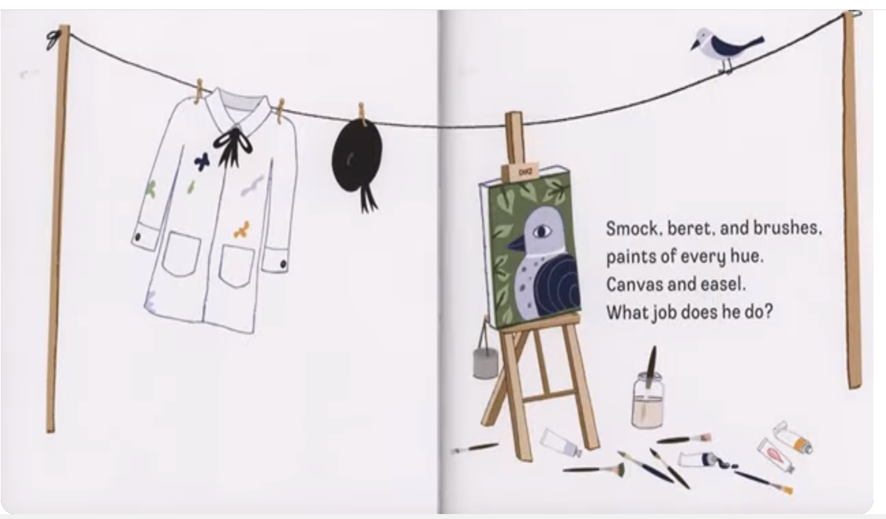 Smock, beret, and brushes,
paints of every hue.
Canvas and easel.
What job does he do?